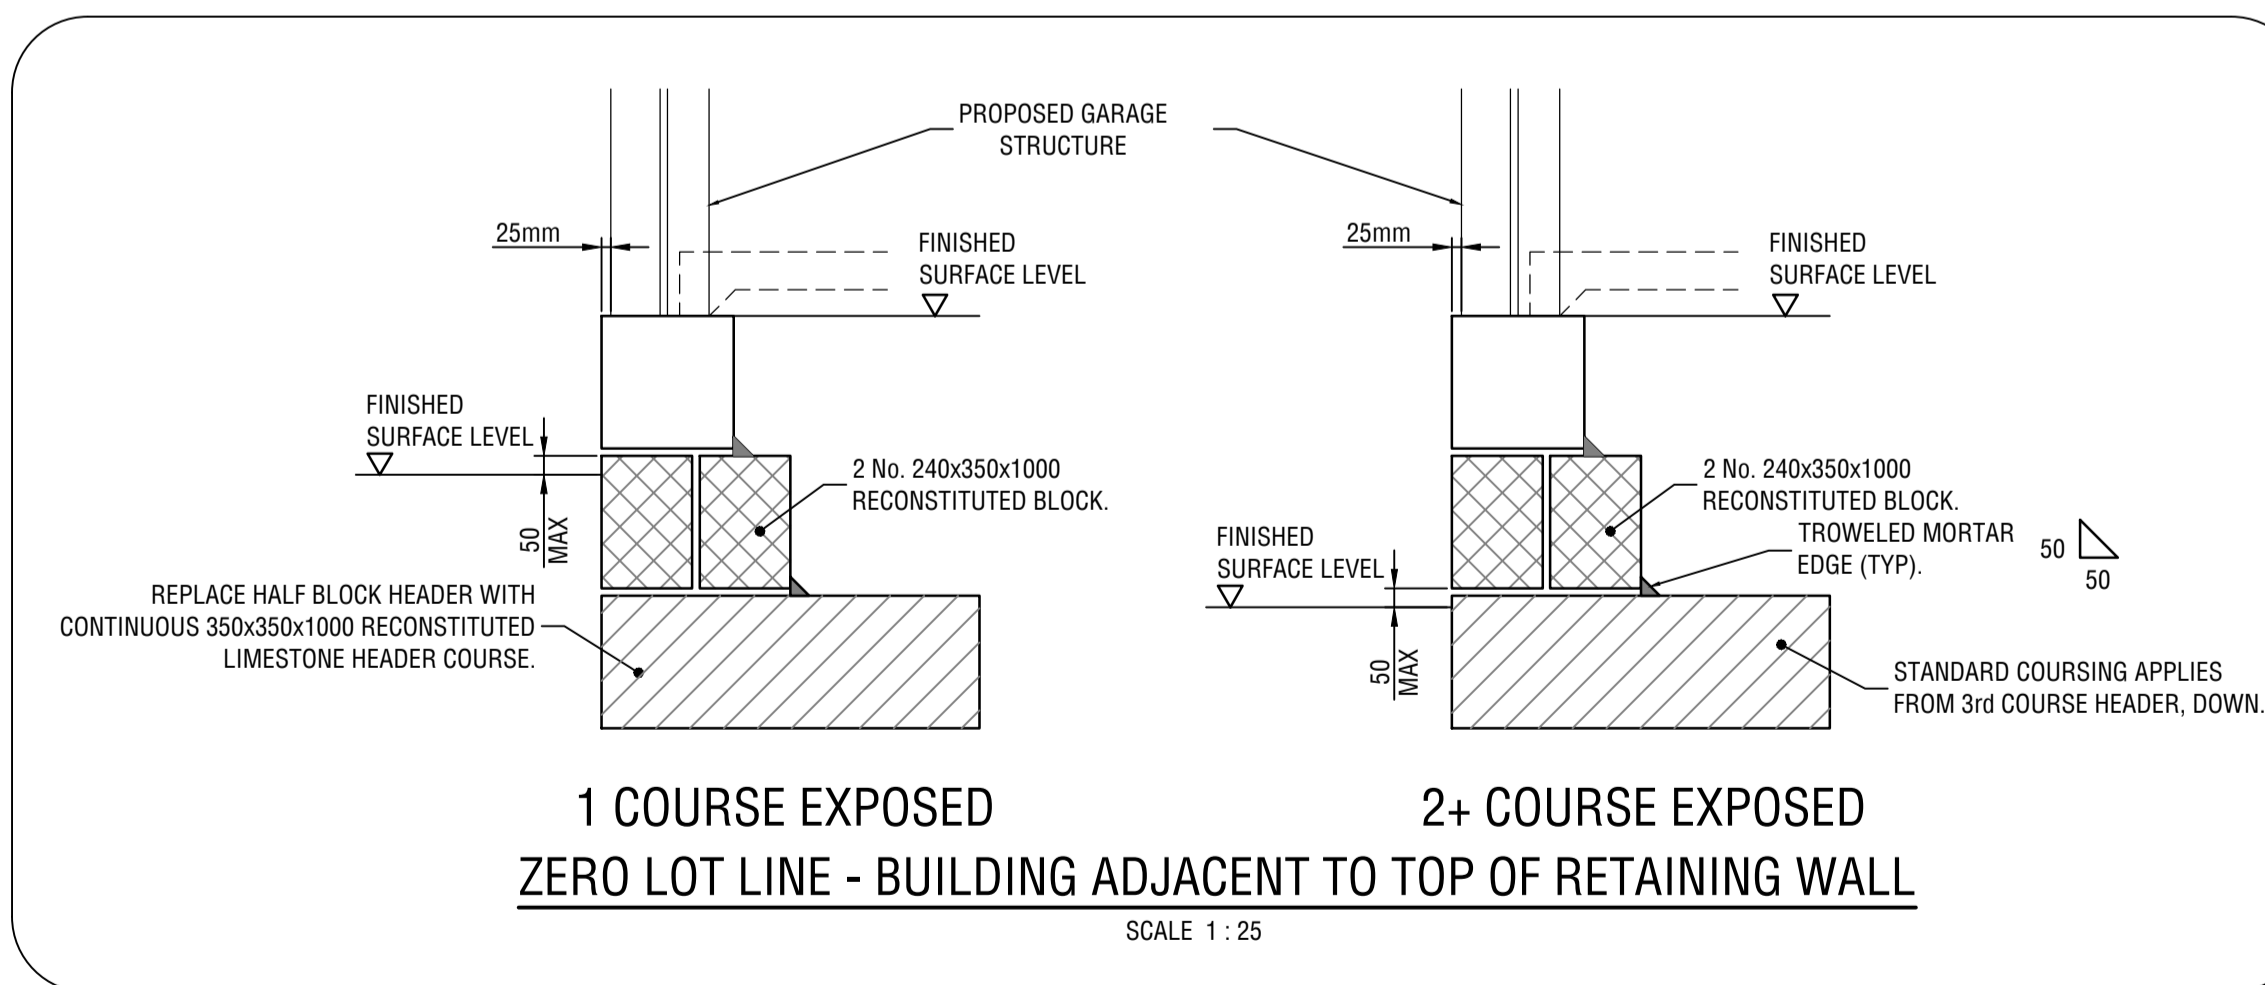 PROPOSED GARAGE
STRUCTURE
25mm
FINISHED
SURFACE LEVEL
25mm
FINISHED
SURFACE LEVEL
FINISHED
SURFACE LEVEL
50
MAX
2 No. 240x350x1000
RECONSTITUTED BLOCK.
REPLACE HALF BLOCK HEADER WITH
CONTINUOUS 350x350x1000 RECONSTITUTED
LIMESTONE HEADER COURSE.
2 No. 240x350x1000
RECONSTITUTED BLOCK.
TROWELED MORTAR
EDGE (TYP).
50
50
FINISHED
SURFACE LEVEL
50
MAX
STANDARD COURSING APPLIES
FROM 3rd COURSE HEADER, DOWN.
1 COURSE EXPOSED
2+ COURSE EXPOSED
ZERO LOT LINE - BUILDING ADJACENT TO TOP OF RETAINING WALL
SCALE 1 : 25